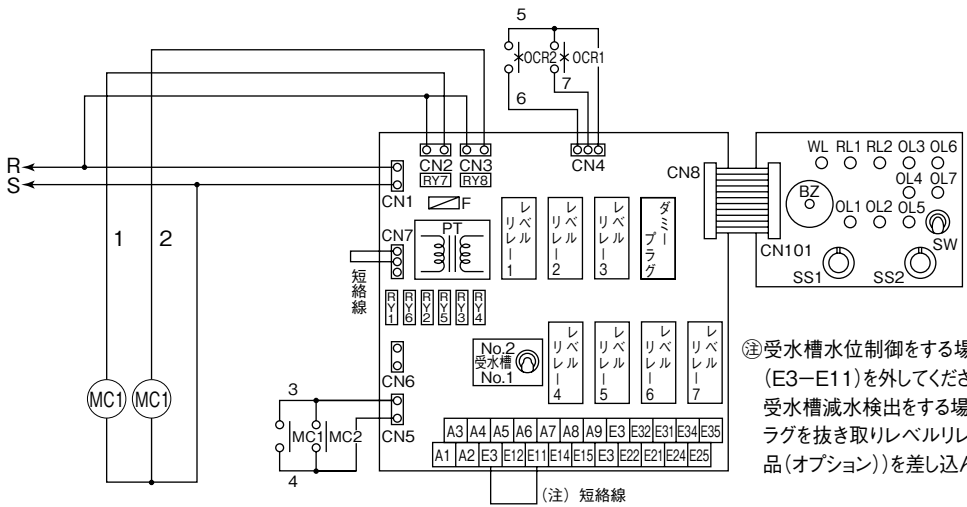 5
OCR2
OCR1
7
6
R
S
CN2
CN3
RY7
RY8
CN4
CN1
F
CN7
PT
レベルリレー1
レベルリレー2
レベルリレー3
ダミープラグ
CN8
WL RL1 RL2 OL3 OL6
OL4 OL7
BZ
OL1 OL2 OL5
SW
CN101
SS1
SS2
1
2
短絡線
RY1
RY6
RY2
RY5
RY3
RY4
No.2
受水槽
No.1
レベルリレー4
レベルリレー5
レベルリレー6
レベルリレー7
CN6
CN5
MC1
MC1
3
MC1
MC2
4
A3 A4 A5 A6 A7 A8 A9 E3 E32 E31 E34 E35
A1 A2 E3 E12 E11 E14 E15 E3 E22 E21 E24 E25
(注) 短絡線
㊟受水槽水位制御をする場
(E3−E11)を外してくださ
受水槽減水検出をする場
ラグを抜き取りレベルリレ
品(オプション))を差し込ん